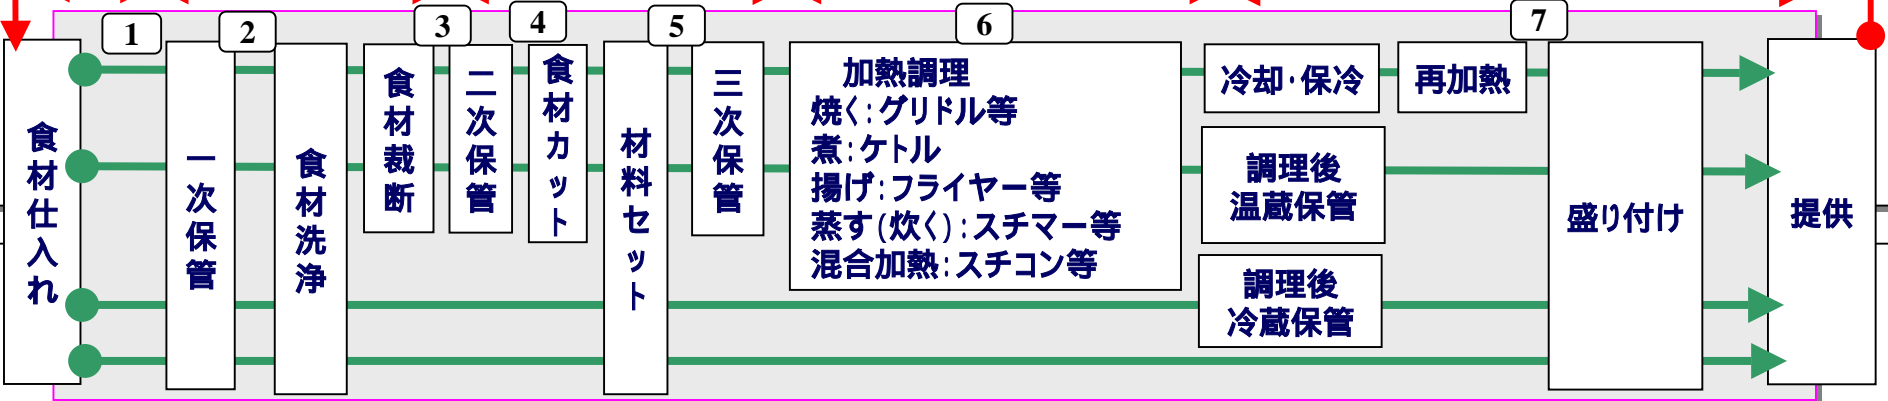 1
2
3
4
5
6
7
食材仕入れ
一次保管
食材洗浄
食材裁断
二次保管
食材カット
材料セット
三次保管
加熱調理
焼く:グリドル等
煮:ケトル
揚げ:フライヤー等
蒸す(炊く):スチマー等
混合加熱:スチコン等
冷却・保冷
再加熱
調理後
温蔵保管
調理後
冷蔵保管
盛り付け
提供